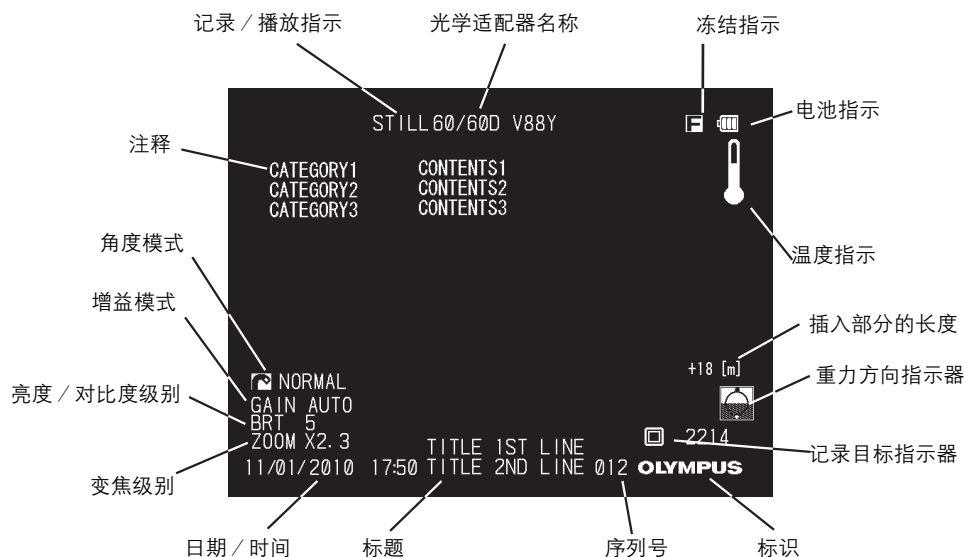 记录／播放指示
光学适配器名称
冻结指示
电池指示
STILL 60/60D V88Y
F
注释
CATEGORY1 CONTENTS1
CATEGORY2 CONTENTS2
CATEGORY3 CONTENTS3
温度指示
角度模式
增益模式
插入部分的长度
+18 [m]
NORMAL
重力方向指示器
亮度／对比度级别
GAIN AUTO
BRT 5
ZOOM X2.3
2214
记录目标指示器
TITLE 1ST LINE
11/01/2010 17:50 TITLE 2ND LINE 012 OLYMPUS
变焦级别
日期／时间
标题
序列号
标识